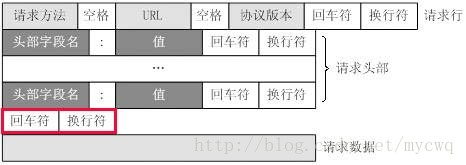 请求方法 空格 URL 空格 协议版本 回车符 换行符 请求行
头部字段名 : 值 回车符 换行符
... 请求头部
头部字段名 : 值 回车符 换行符
回车符 换行符
http://blog.csdn.net/mycwq
请求数据